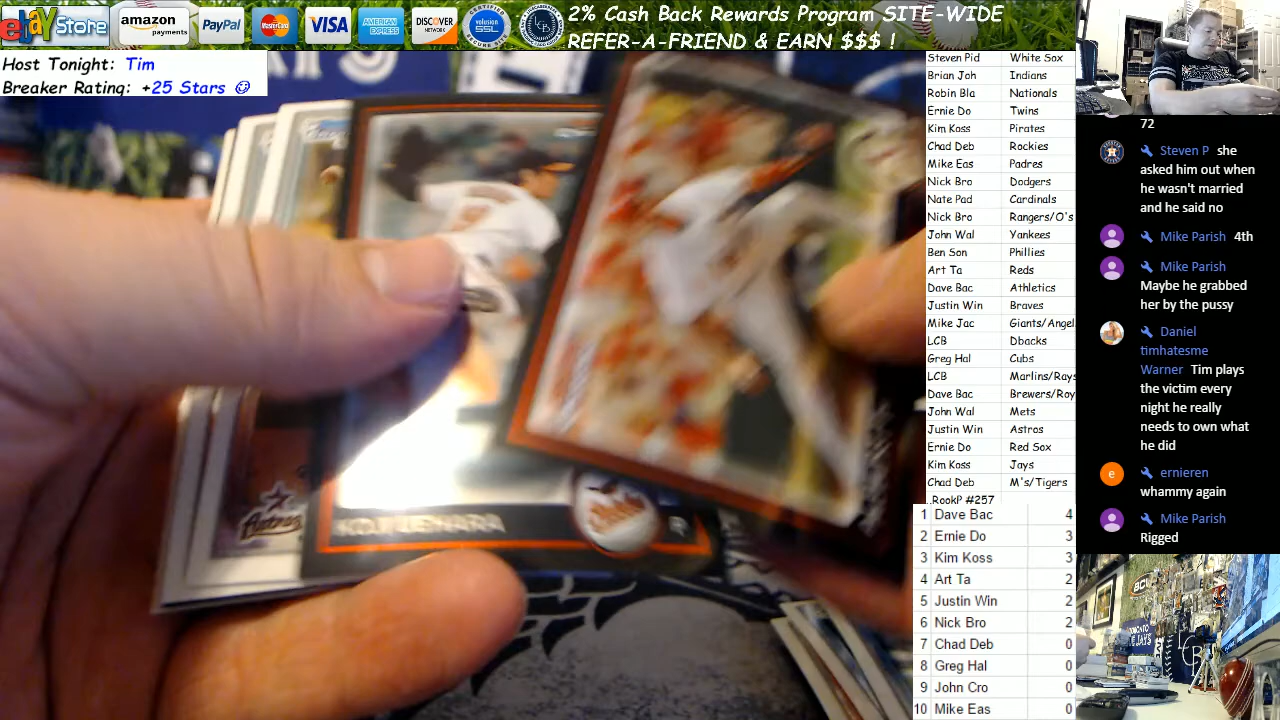 ebay Store
amazon payments
PayPal
MasterCard
VISA
AMERICAN EXPRESS
DISCOVER NETWORK
volusion SSL
LCB
2% Cash Back Rewards Program SITE-WIDE
REFER-A-FRIEND & EARN $$$ !
Host Tonight: Tim
Breaker Rating: +25 Stars
Steven Pid White Sox
Brian Joh Indians
Robin Bla Nationals
Ernie Do Twins
Kim Koss Pirates
Chad Deb Rockies
Mike Eas Padres
Nick Bro Dodgers
Nate Pad Cardinals
Nick Bro Rangers/O's
John Wal Yankees
Ben Son Phillies
Art Ta Reds
Dave Bac Athletics
Justin Win Braves
Mike Jac Giants/Angel
LCB Dbacks
Greg Hal Cubs
LCB Marlins/Rays
Dave Bac Brewers/Roy
John Wal Mets
Justin Win Astros
Ernie Do Red Sox
Kim Koss Jays
Chad Deb M's/Tigers
RookP #257
1 Dave Bac 4
2 Ernie Do 3
3 Kim Koss 3
4 Art Ta 2
5 Justin Win 2
6 Nick Bro 2
7 Chad Deb 0
8 Greg Hal 0
9 John Cro 0
10 Mike Eas 0
72
Steven P she
asked him out when
he wasn't married
and he said no
Mike Parish 4th
Mike Parish
Maybe he grabbed
her by the pussy
Daniel
timhatesme
Warner Tim plays
the victim every
night he really
needs to own what
he did
e
ernieren
whammy again
Mike Parish
Rigged